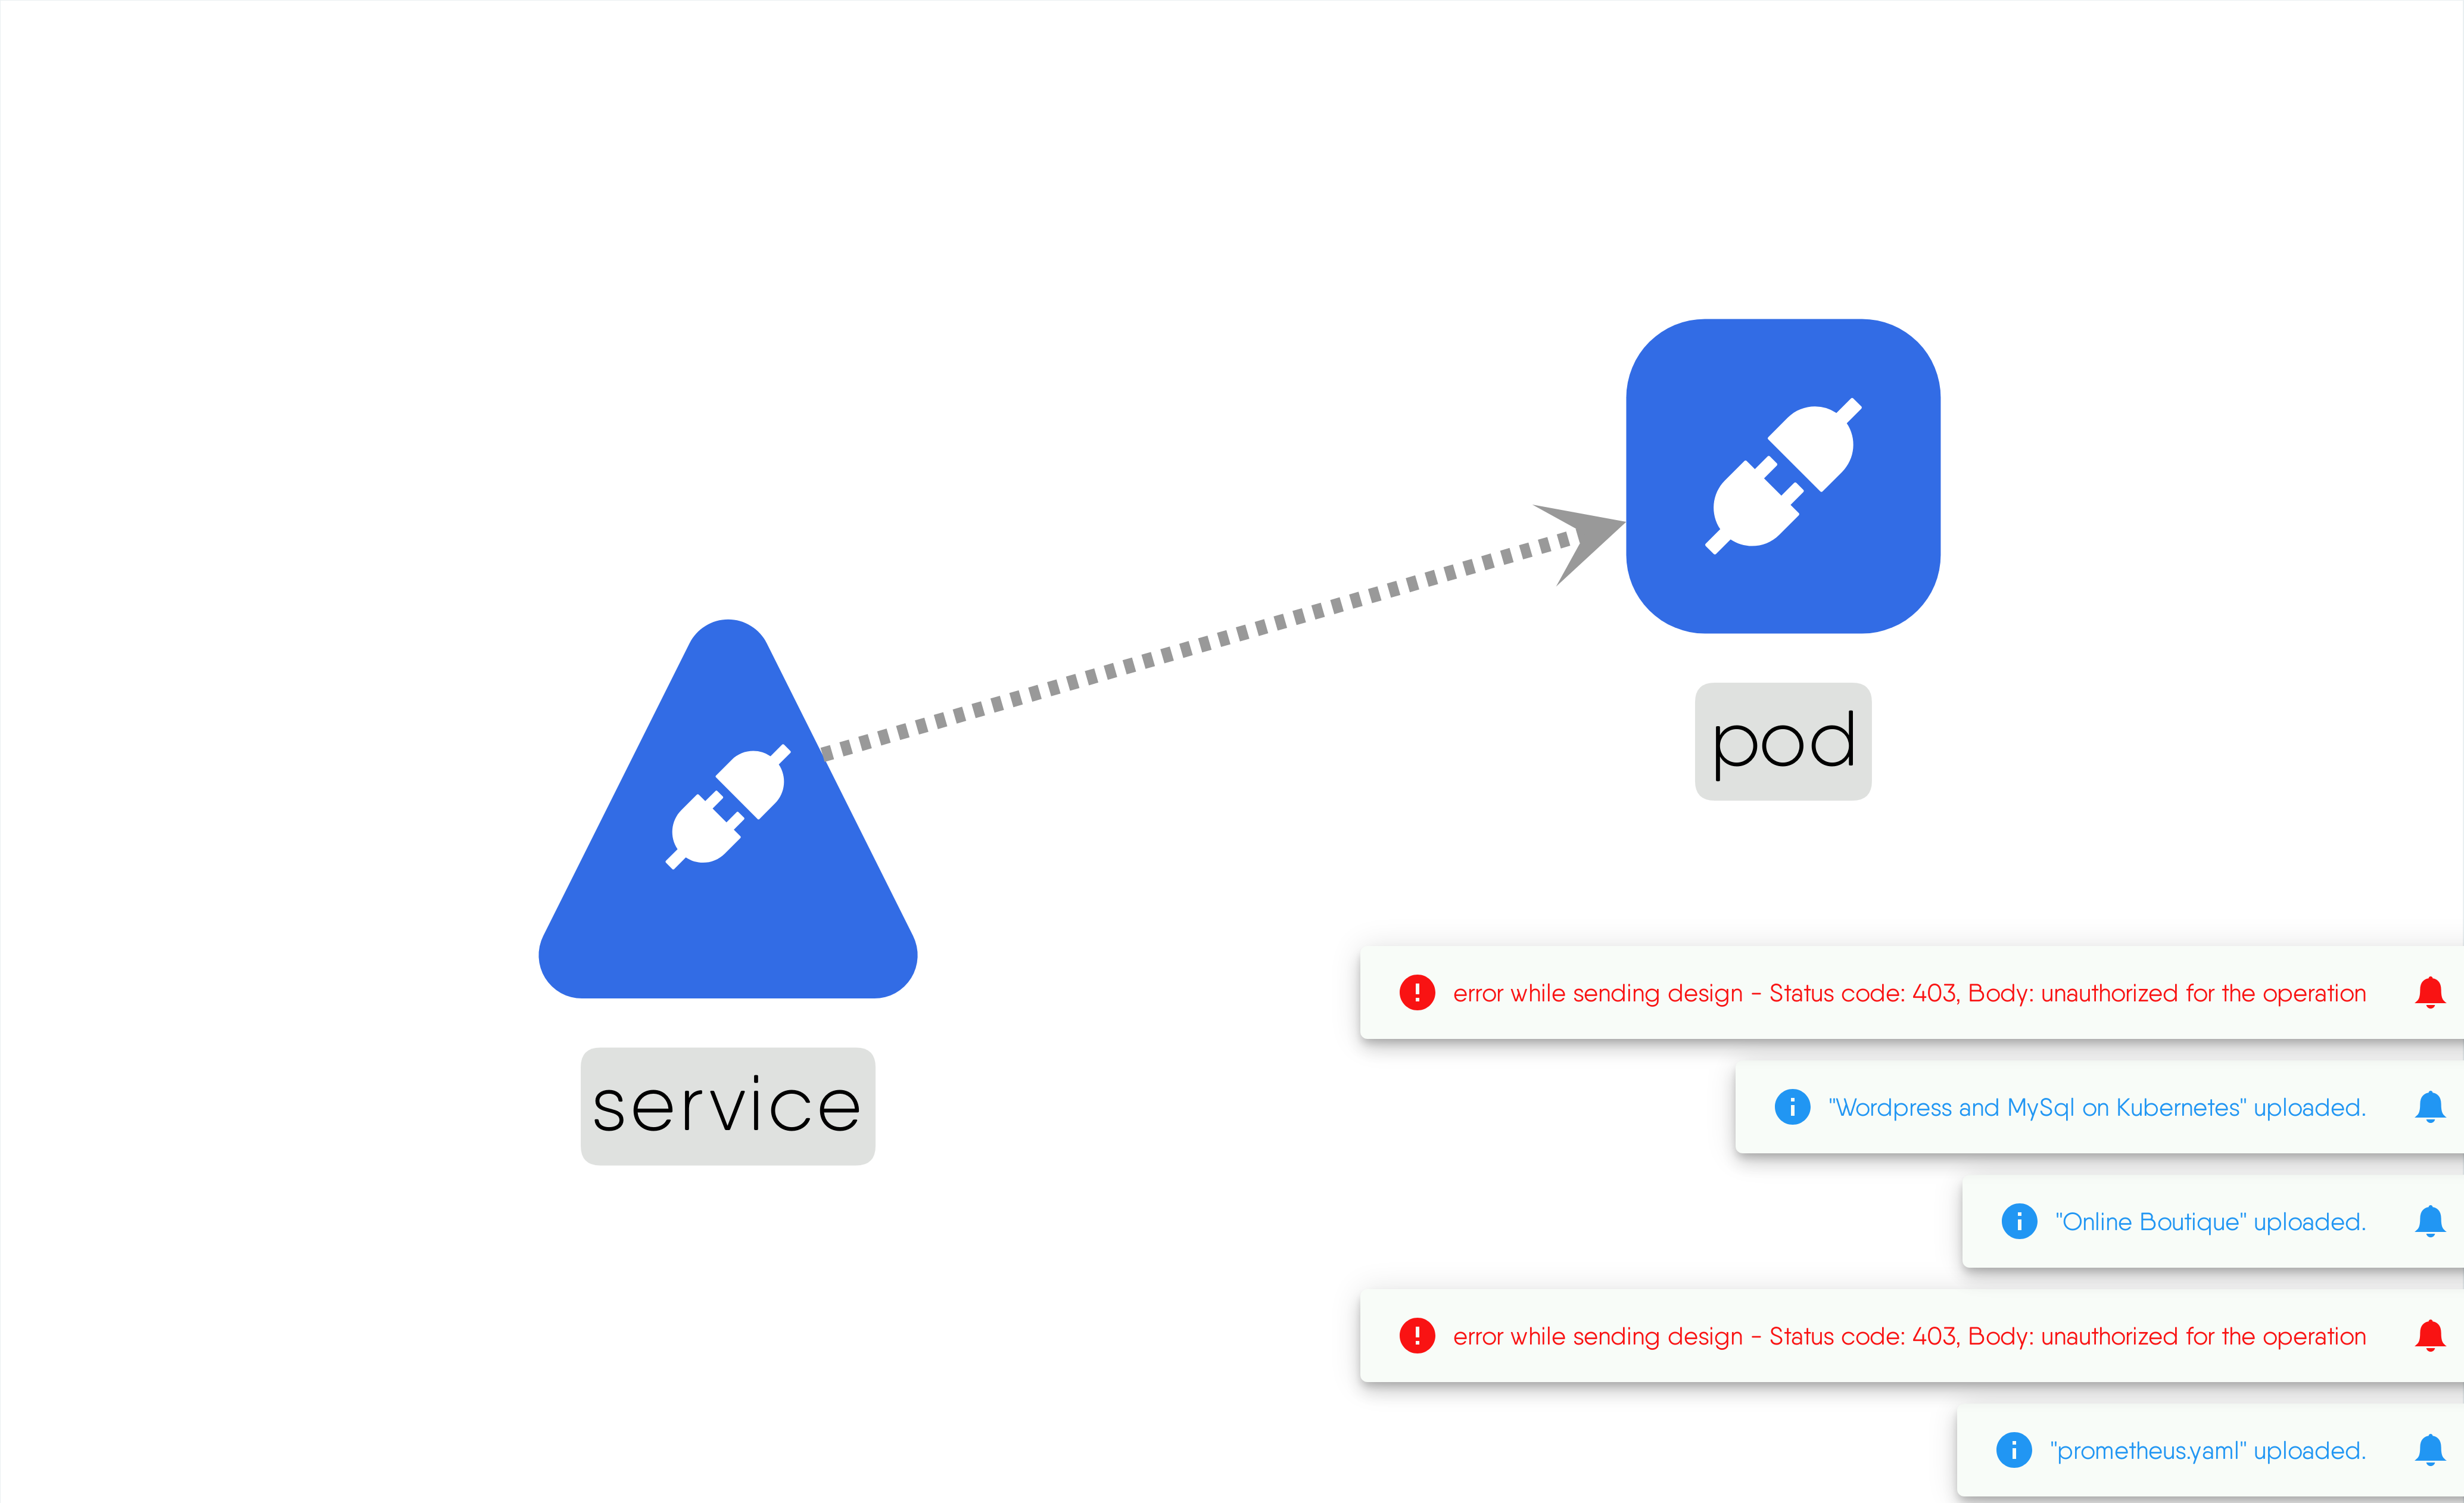 pod
service
error while sending design - Status code: 403, Body: unauthorized for the operation
"Wordpress and MySql on Kubernetes" uploaded.
"Online Boutique" uploaded.
error while sending design - Status code: 403, Body: unauthorized for the operation
"prometheus.yaml" uploaded.